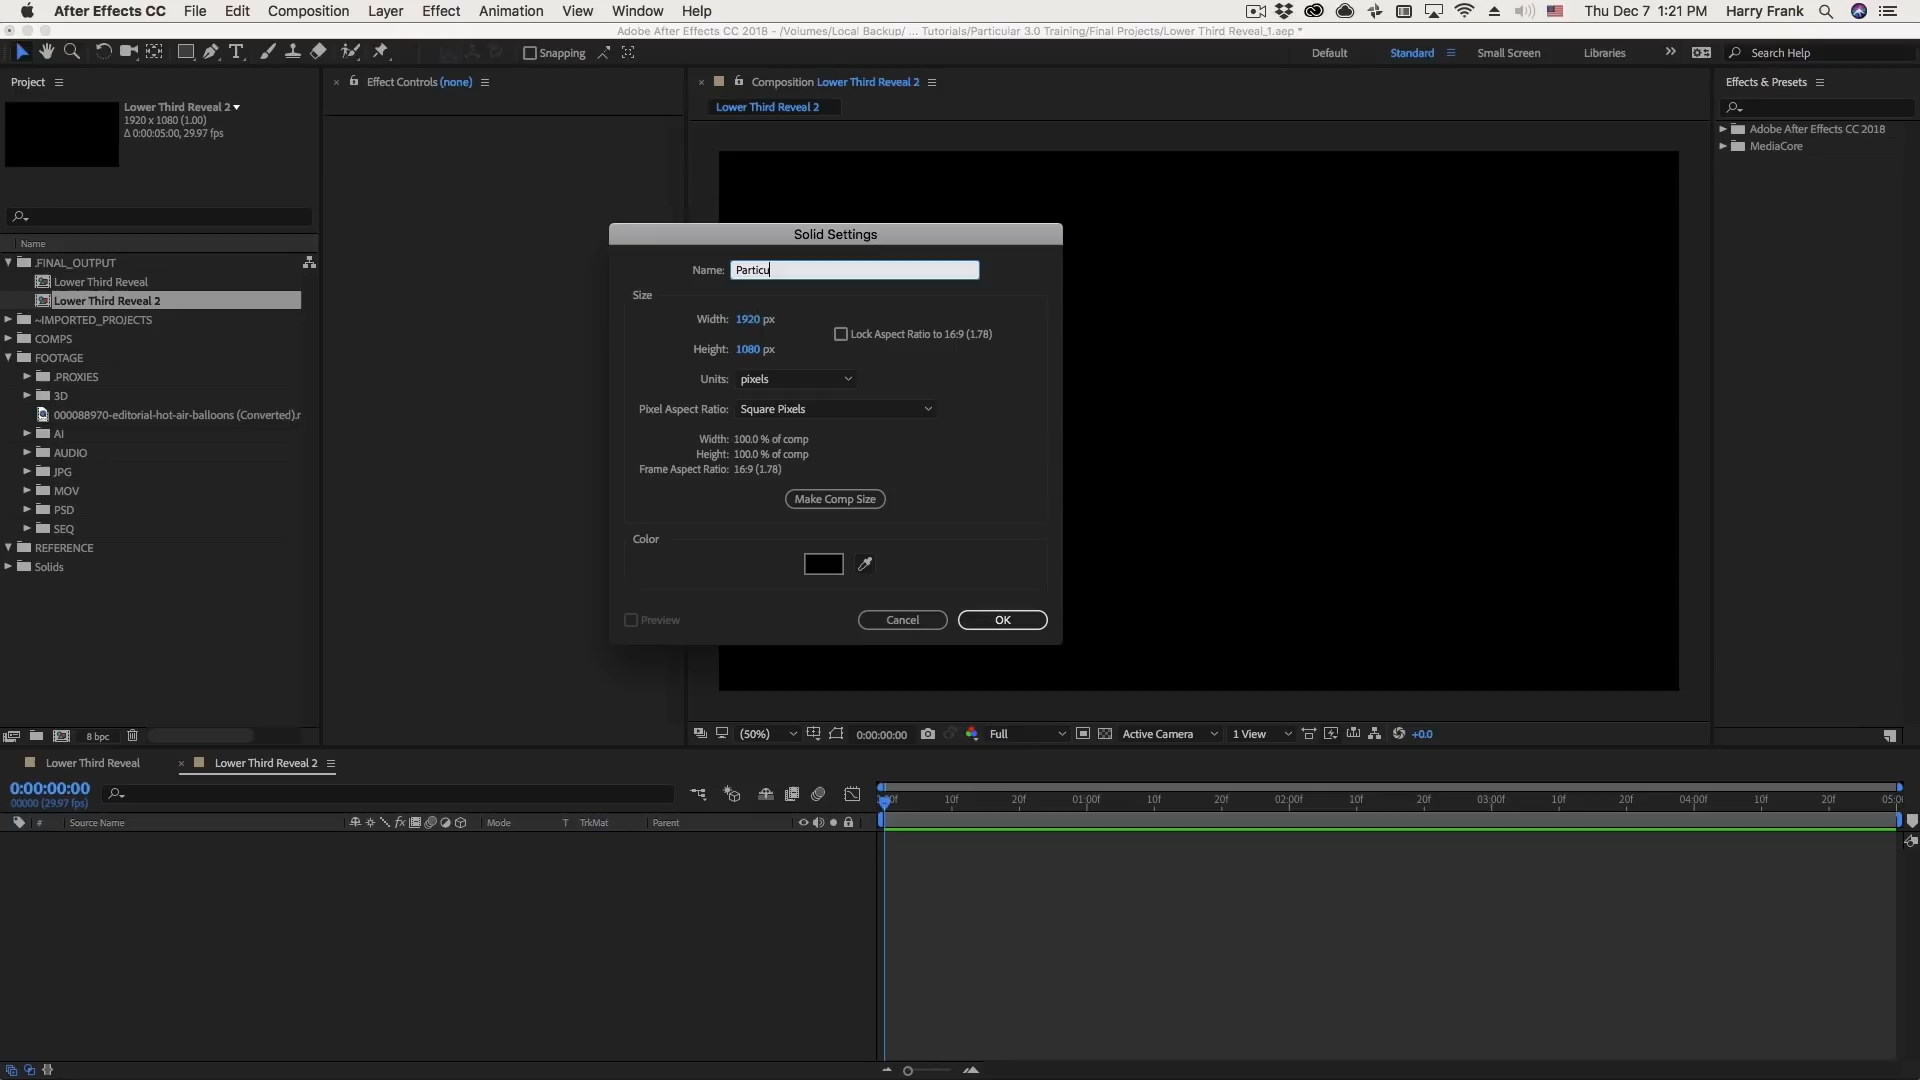 After Effects CC File Edit Composition Layer Effect Animation View Window Help Thu Dec 7 1:21 PM Harry Frank
Adobe After Effects CC 2018 - /Volumes/Local Backup/ ... Tutorials/Particular 3.0 Training/Final Projects/Lower Third Reveal_1.aep *
Snapping Default Standard Small Screen Libraries Search Help
Project
Lower Third Reveal 2
1920 x 1080 (1.00)
Δ 0:00:05:00, 29.97 fps
Name
.FINAL_OUTPUT
Lower Third Reveal
Lower Third Reveal 2
~IMPORTED_PROJECTS
COMPS
FOOTAGE
.PROXIES
3D
000088970-editorial-hot-air-balloons (Converted).r
AI
AUDIO
JPG
MOV
PSD
SEQ
REFERENCE
Solids
8 bpc
Effect Controls (none)
Composition Lower Third Reveal 2
Lower Third Reveal 2
Solid Settings
Name: Particu
Size
Width: 1920 px
Lock Aspect Ratio to 16:9 (1.78)
Height: 1080 px
Units: pixels
Pixel Aspect Ratio: Square Pixels
Width: 100.0 % of comp
Height: 100.0 % of comp
Frame Aspect Ratio: 16:9 (1.78)
Make Comp Size
Color
Preview Cancel OK
(50%) 0:00:00:00 Full Active Camera 1 View +0.0
Effects & Presets
Adobe After Effects CC 2018
MediaCore
Lower Third Reveal Lower Third Reveal 2
0:00:00:00
00000 (29.97 fps)
# Source Name Mode T TrkMat Parent
10f 20f 01:00f 10f 20f 02:00f 10f 20f 03:00f 10f 20f 04:00f 10f 20f